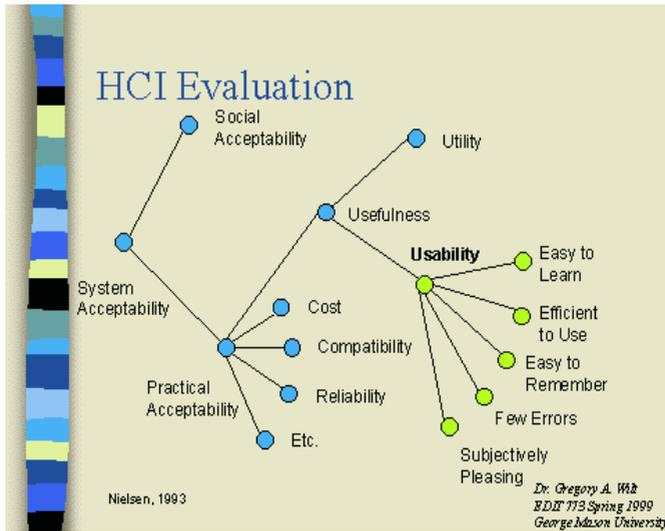 HCI Evaluation
Social
Acceptability
Utility
Usefulness
Usability
Easy to
Learn
System
Acceptability
Cost
Efficient
to Use
Compatibility
Easy to
Remember
Practical
Acceptability
Reliability
Few Errors
Etc.
Subjectively
Pleasing
Nielsen, 1993
Dr. Gregory A. Witt
EDIT 773 Spring 1999
George Mason University